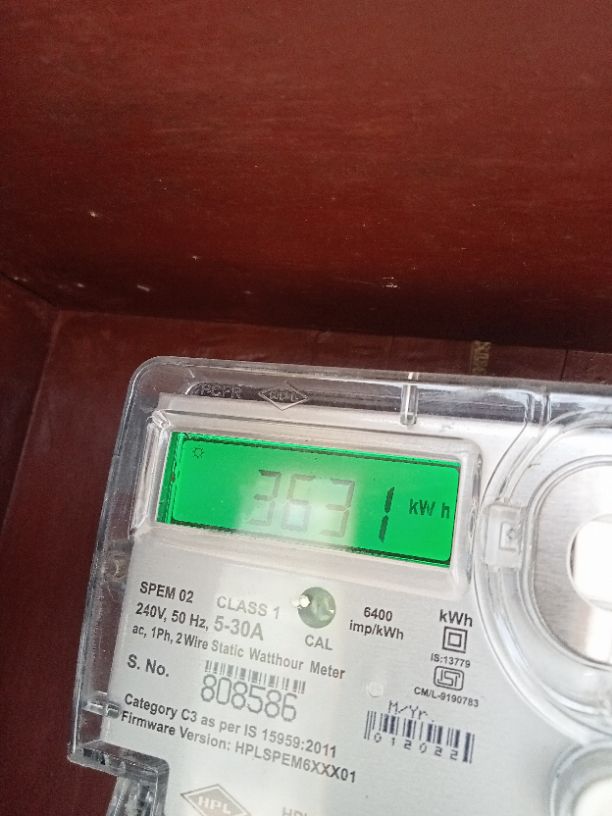 3631 kWh
SPEM 02
CLASS 1
240V, 50 Hz, 5-30A
ac, 1Ph, 2Wire Static Watthour Meter
CAL
6400
imp/kWh
kWh
IS:13779
CM/L-9190783
S. No.
808586
M/Yr.
012022
Category C3 as per IS 15959:2011
Firmware Version: HPLSPEM6XXX01
HPL
HPL